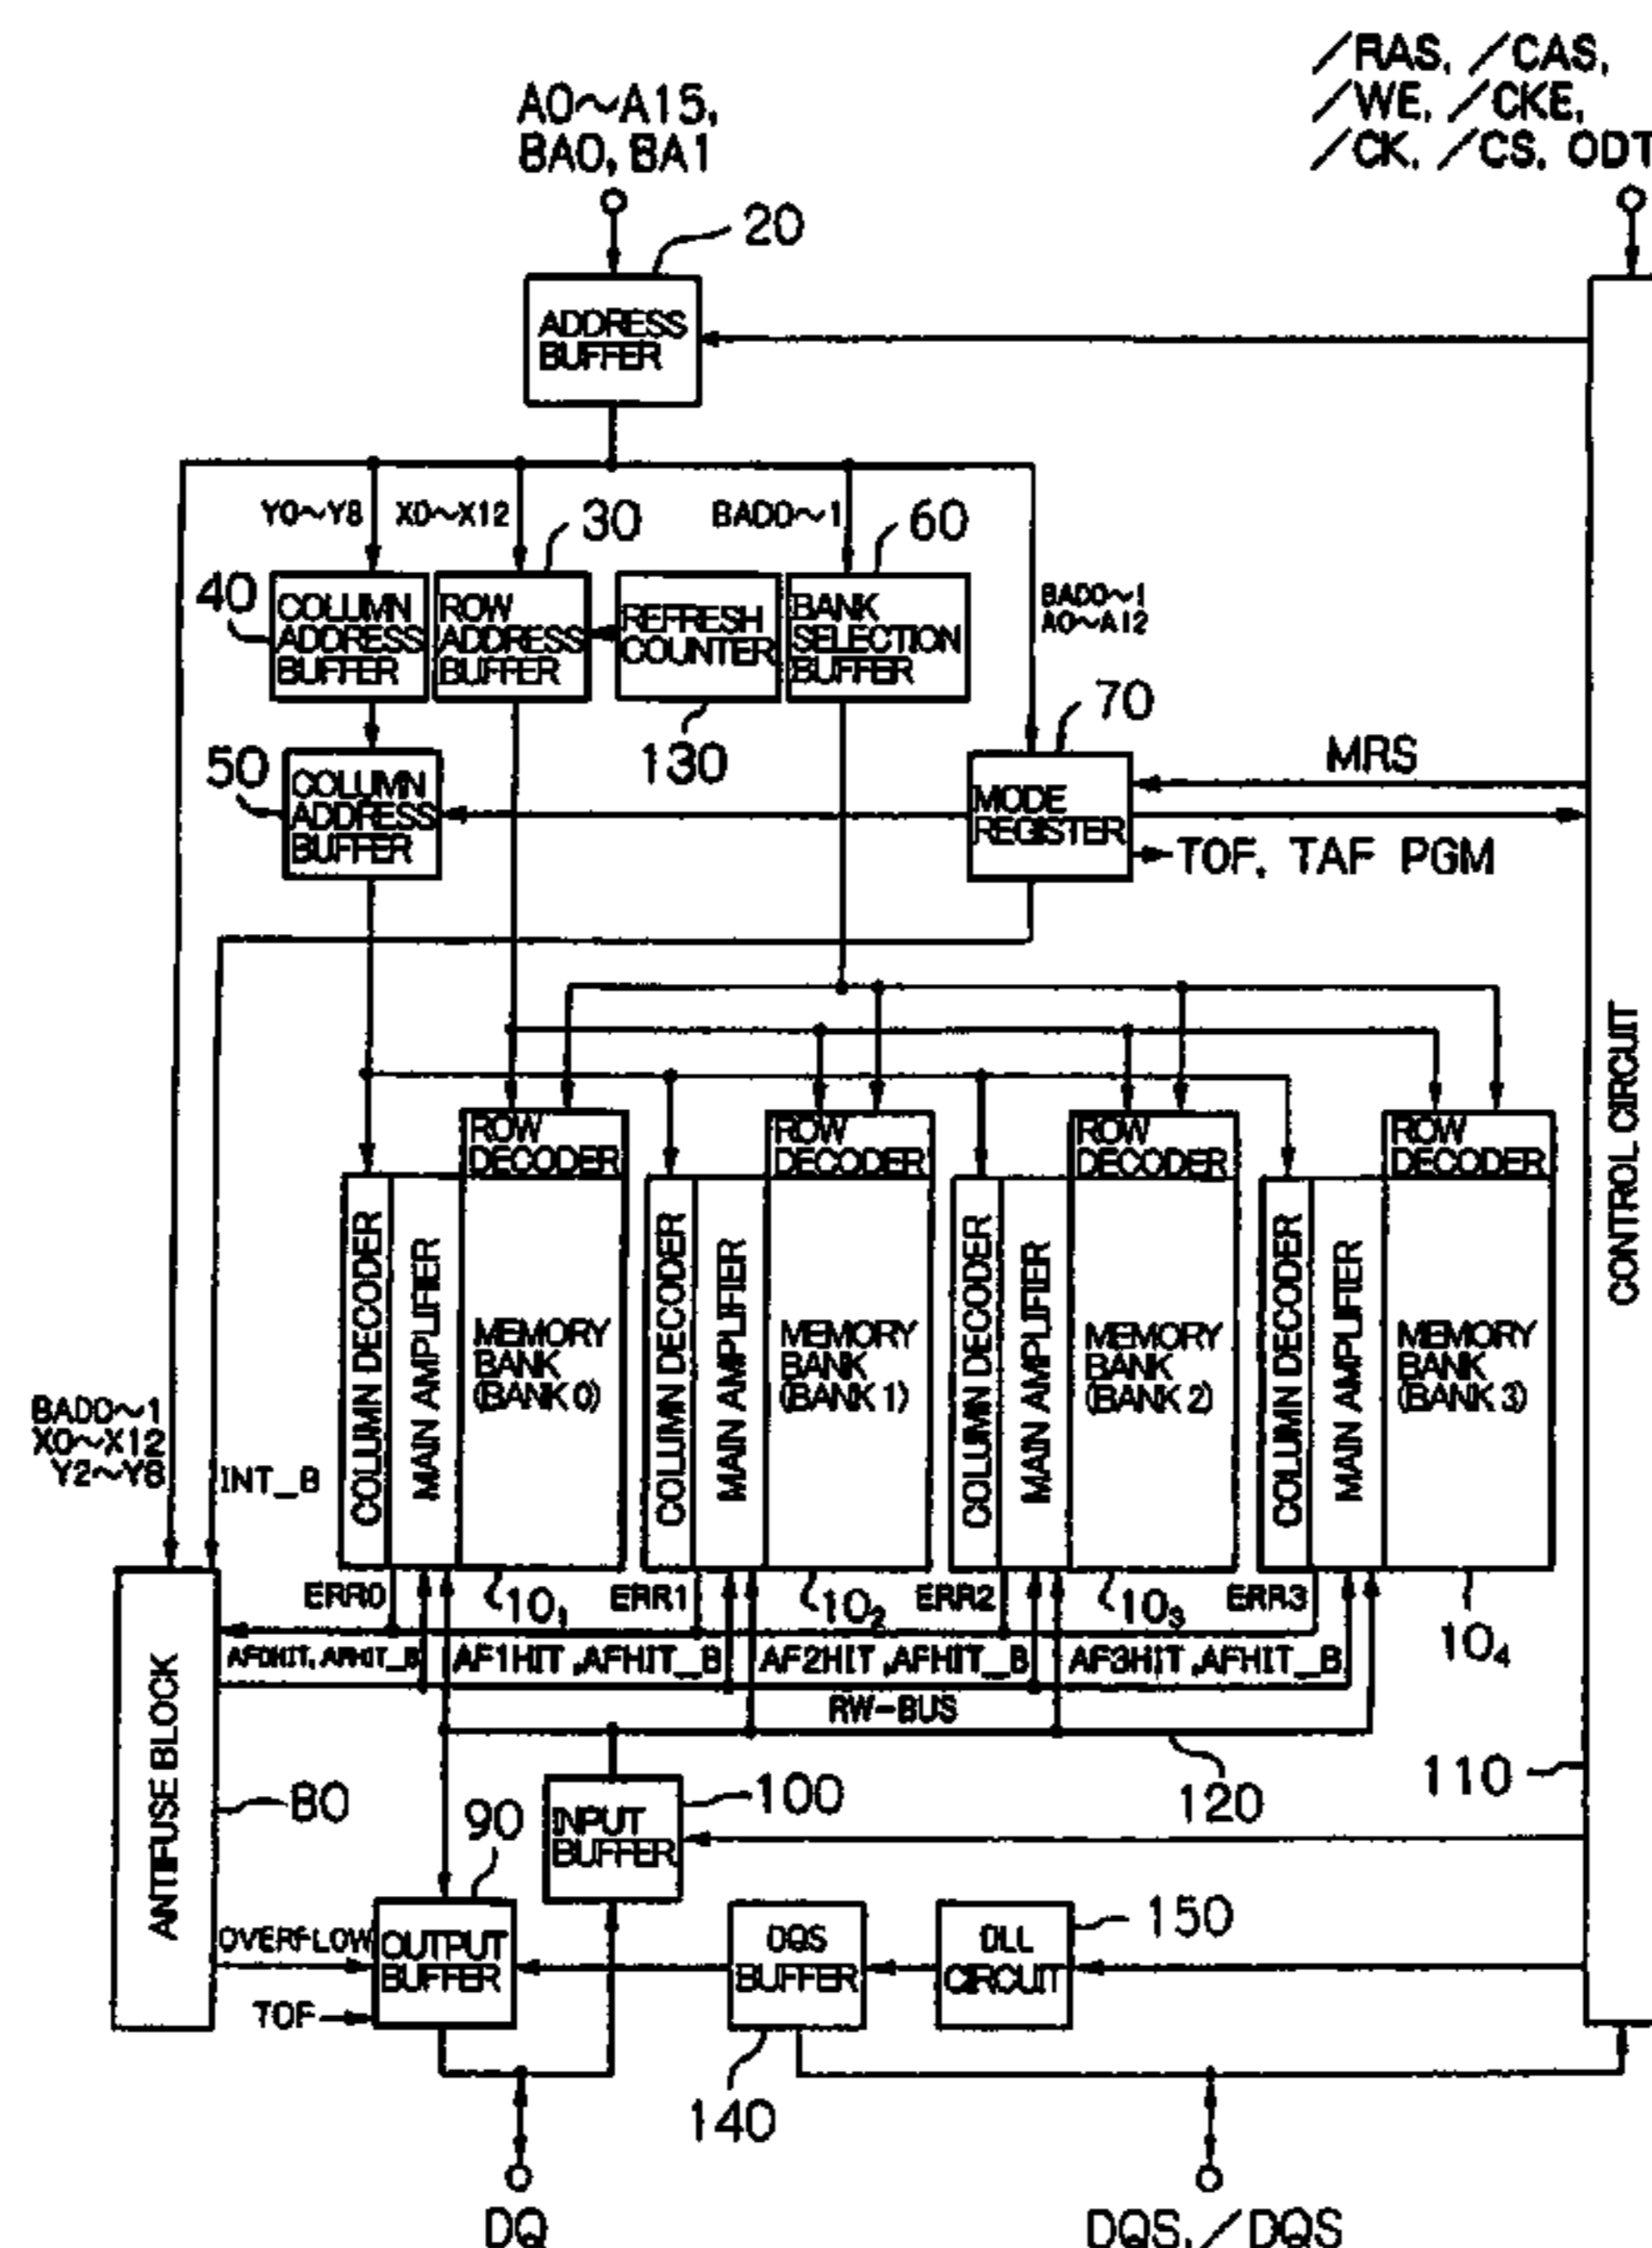 /RAS, /CAS,
/WE, /CKE,
/CK, /CS, ODT
A0~A15,
BA0, BA1
20
ADDRESS
BUFFER
Y0~Y8
X0~X12
30
BAD0~1
60
40
COLUMN
ADDRESS
BUFFER
ROW
ADDRESS
BUFFER
REFRESH
COUNTER
BANK
SELECTION
BUFFER
BAD0~1
A0~A12
130
70
50
COLUMN
ADDRESS
BUFFER
MODE
REGISTER
MRS
TOF, TAF PGM
CONTROL CIRCUIT
ROW
DECODER
ROW
DECODER
ROW
DECODER
ROW
DECODER
COLUMN DECODER
MAIN AMPLIFIER
MEMORY
BANK
(BANK 0)
COLUMN DECODER
MAIN AMPLIFIER
MEMORY
BANK
(BANK 1)
COLUMN DECODER
MAIN AMPLIFIER
MEMORY
BANK
(BANK 2)
COLUMN DECODER
MAIN AMPLIFIER
MEMORY
BANK
(BANK 3)
BAD0~1
X0~X12
Y2~Y8
INT_B
ERR0
10₁
ERR1
10₂
ERR2
10₃
ERR3
10₄
AF0HIT, AFHIT_B
AF1HIT ,AFHIT_B
AF2HIT ,AFHIT_B
AF3HIT ,AFHIT_B
RW-BUS
ANTIFUSE BLOCK
80
90
INPUT
BUFFER
100
120
110
OVERFLOW
OUTPUT
BUFFER
TOF
DQS
BUFFER
DLL
CIRCUIT
150
140
DQ
DQS, /DQS